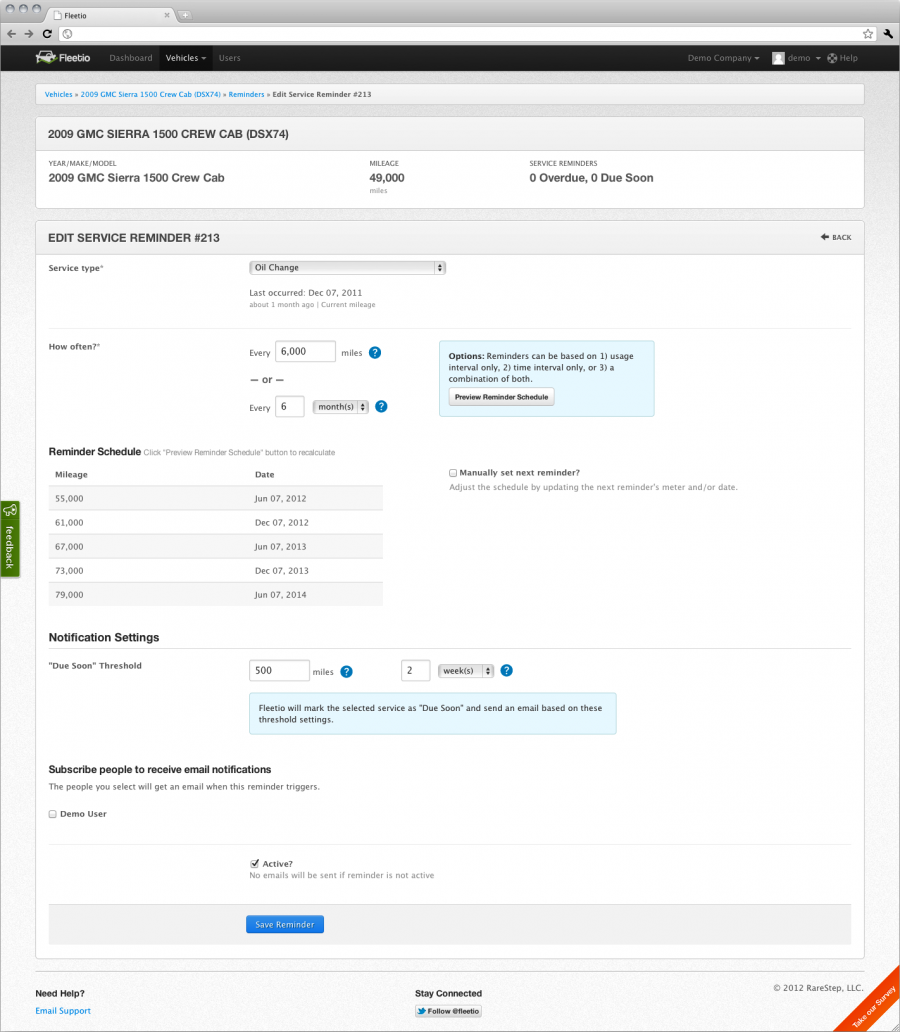 Fleetio
Fleetio Dashboard Vehicles Users Demo Company demo Help
Vehicles » 2009 GMC Sierra 1500 Crew Cab (DSX74) » Reminders » Edit Service Reminder #213
2009 GMC SIERRA 1500 CREW CAB (DSX74)
YEAR/MAKE/MODEL MILEAGE SERVICE REMINDERS
2009 GMC Sierra 1500 Crew Cab 49,000 0 Overdue, 0 Due Soon
miles
EDIT SERVICE REMINDER #213 BACK
Service type* Oil Change
Last occurred: Dec 07, 2011
about 1 month ago | Current mileage
How often?* Every 6,000 miles ?
— or —
Every 6 month(s) ?
Options: Reminders can be based on 1) usage
interval only, 2) time interval only, or 3) a
combination of both.
Preview Reminder Schedule
Reminder Schedule Click "Preview Reminder Schedule" button to recalculate
Mileage Date
55,000 Jun 07, 2012
61,000 Dec 07, 2012
67,000 Jun 07, 2013
73,000 Dec 07, 2013
79,000 Jun 07, 2014
Manually set next reminder?
Adjust the schedule by updating the next reminder's meter and/or date.
feedback
Notification Settings
"Due Soon" Threshold 500 miles ? 2 week(s) ?
Fleetio will mark the selected service as "Due Soon" and send an email based on these
threshold settings.
Subscribe people to receive email notifications
The people you select will get an email when this reminder triggers.
Demo User
Active?
No emails will be sent if reminder is not active
Save Reminder
Need Help? Stay Connected © 2012 RareStep, LLC.
Email Support Follow @fleetio
Take our Survey